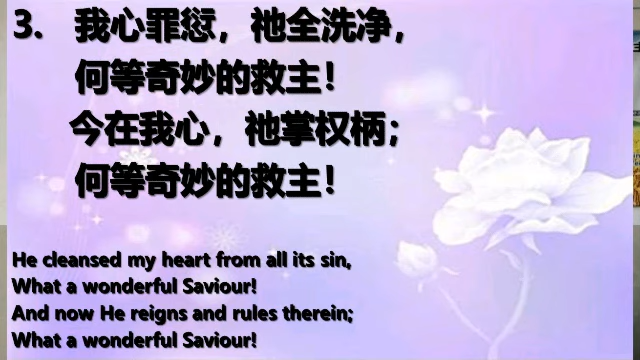 3. 我心罪愆，祂全洗净，
何等奇妙的救主！
今在我心，祂掌权柄；
何等奇妙的救主！
He cleansed my heart from all its sin,
What a wonderful Saviour!
And now He reigns and rules therein;
What a wonderful Saviour!